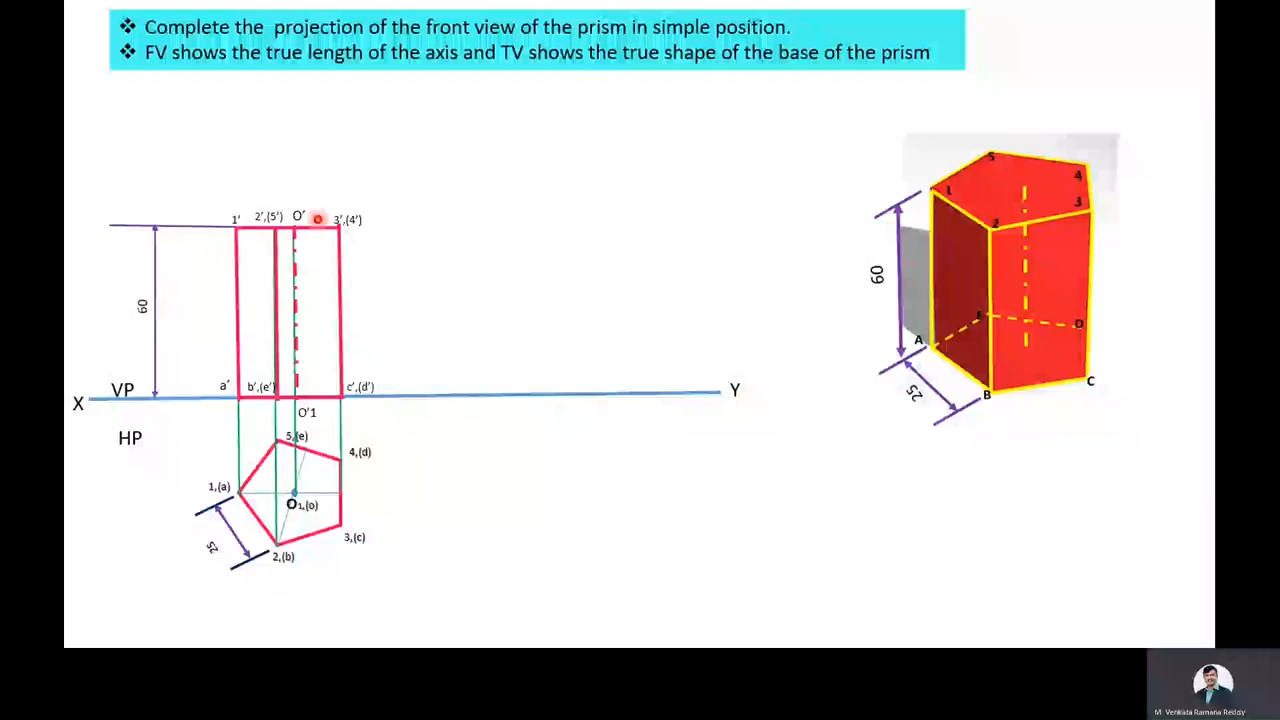 ❖ Complete the projection of the front view of the prism in simple position.
❖ FV shows the true length of the axis and TV shows the true shape of the base of the prism
1' 2',(5') O' 3',(4')
60
a' b',(e') c',(d')
X VP Y
O'1
HP
5,(e)
4,(d)
1,(a)
O1,(o)
3,(c)
25
2,(b)
5
4
1
3
2
60
E
D
A
C
B
25
M. Venkata Ramana Reddy